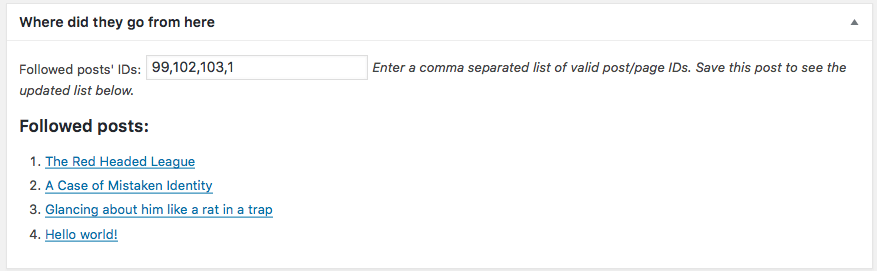 Where did they go from here
Followed posts' IDs: 99,102,103,1 Enter a comma separated list of valid post/page IDs. Save this post to see the
updated list below.
Followed posts:
1. The Red Headed League
2. A Case of Mistaken Identity
3. Glancing about him like a rat in a trap
4. Hello world!